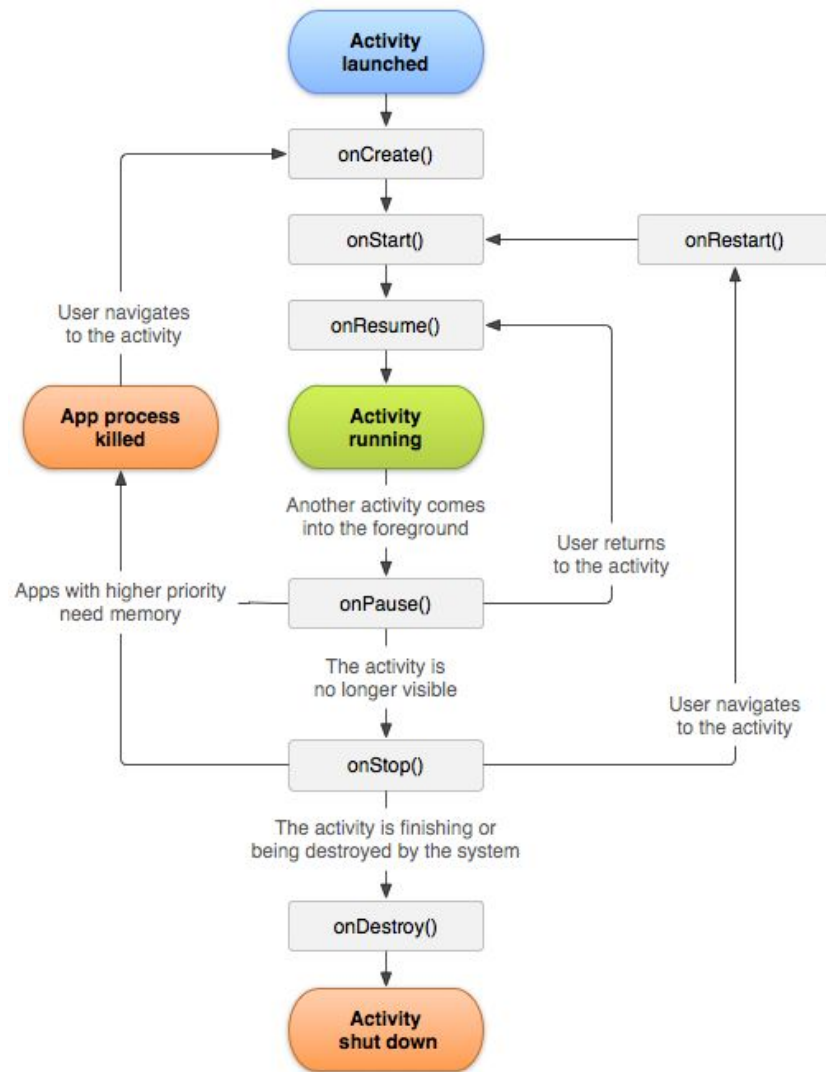 Activity
launched
onCreate()
onStart()
onRestart()
User navigates
to the activity
onResume()
App process
killed
Activity
running
Another activity comes
into the foreground
User returns
to the activity
Apps with higher priority
need memory
onPause()
The activity is
no longer visible
User navigates
to the activity
onStop()
The activity is finishing or
being destroyed by the system
onDestroy()
Activity
shut down